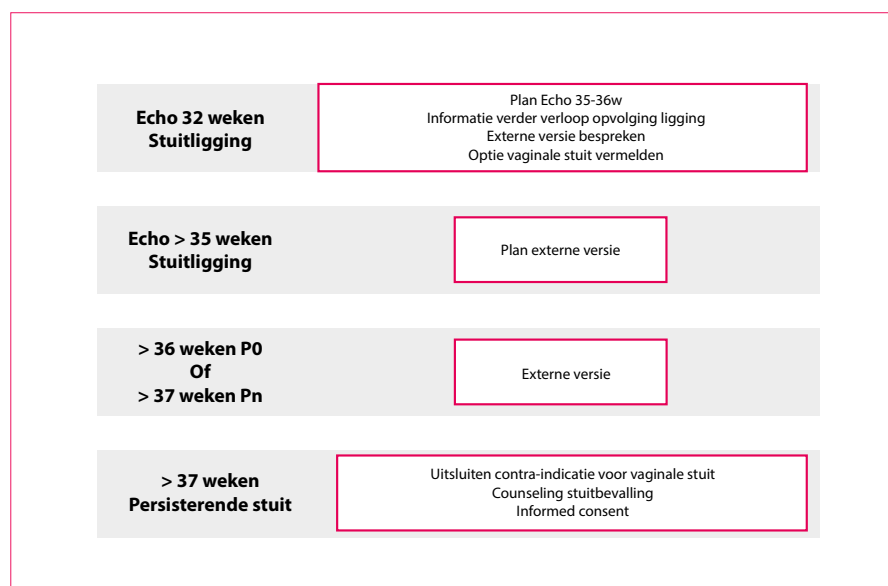 Echo 32 weken
Stuitligging
Plan Echo 35-36w
Informatie verder verloop opvolging ligging
Externe versie bespreken
Optie vaginale stuit vermelden
Echo > 35 weken
Stuitligging
Plan externe versie
> 36 weken P0
Of
> 37 weken Pn
Externe versie
> 37 weken
Persisterende stuit
Uitsluiten contra-indicatie voor vaginale stuit
Counseling stuitbevalling
Informed consent